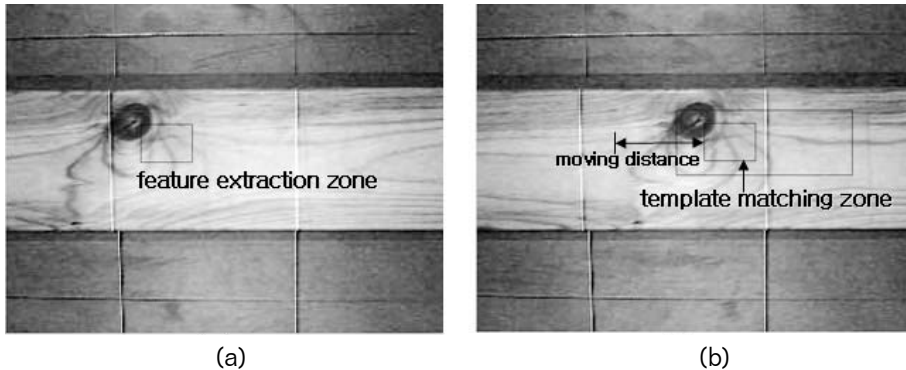 feature extraction zone
moving distance
template matching zone
(a)
(b)